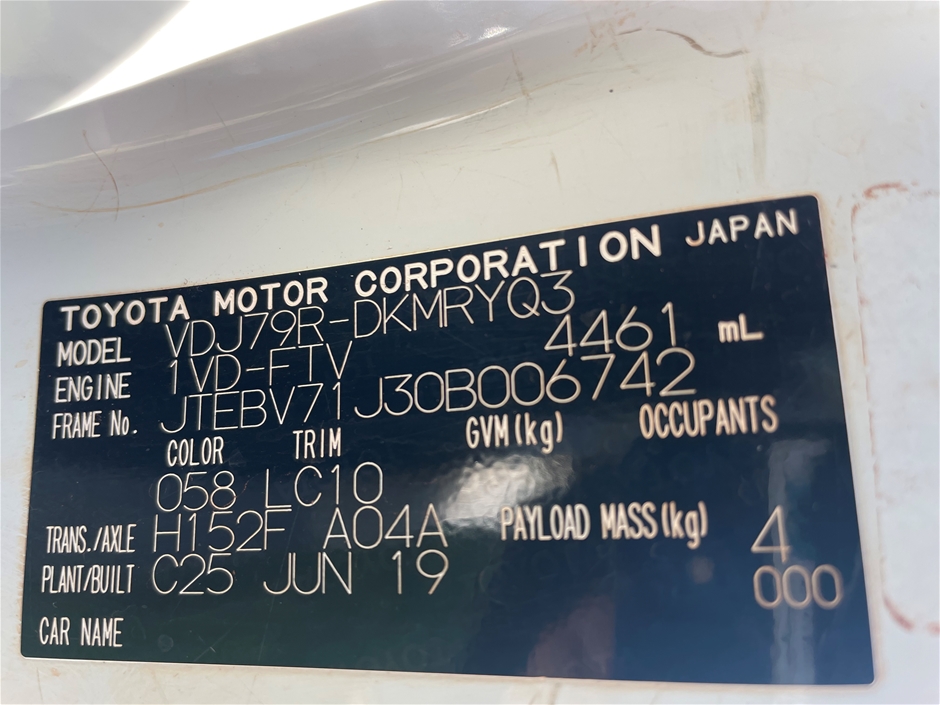 TOYOTA MOTOR CORPORATION JAPAN
MODEL VDJ79R-DKMRYQ3
ENGINE 1VD-FTV 4461 mL
FRAME No. JTEBV71J30B006742
COLOR TRIM GVM(kg) OCCUPANTS
058 LC10
TRANS./AXLE H152F A04A PAYLOAD MASS(kg) 4
PLANT/BUILT C25 JUN 19 000
CAR NAME